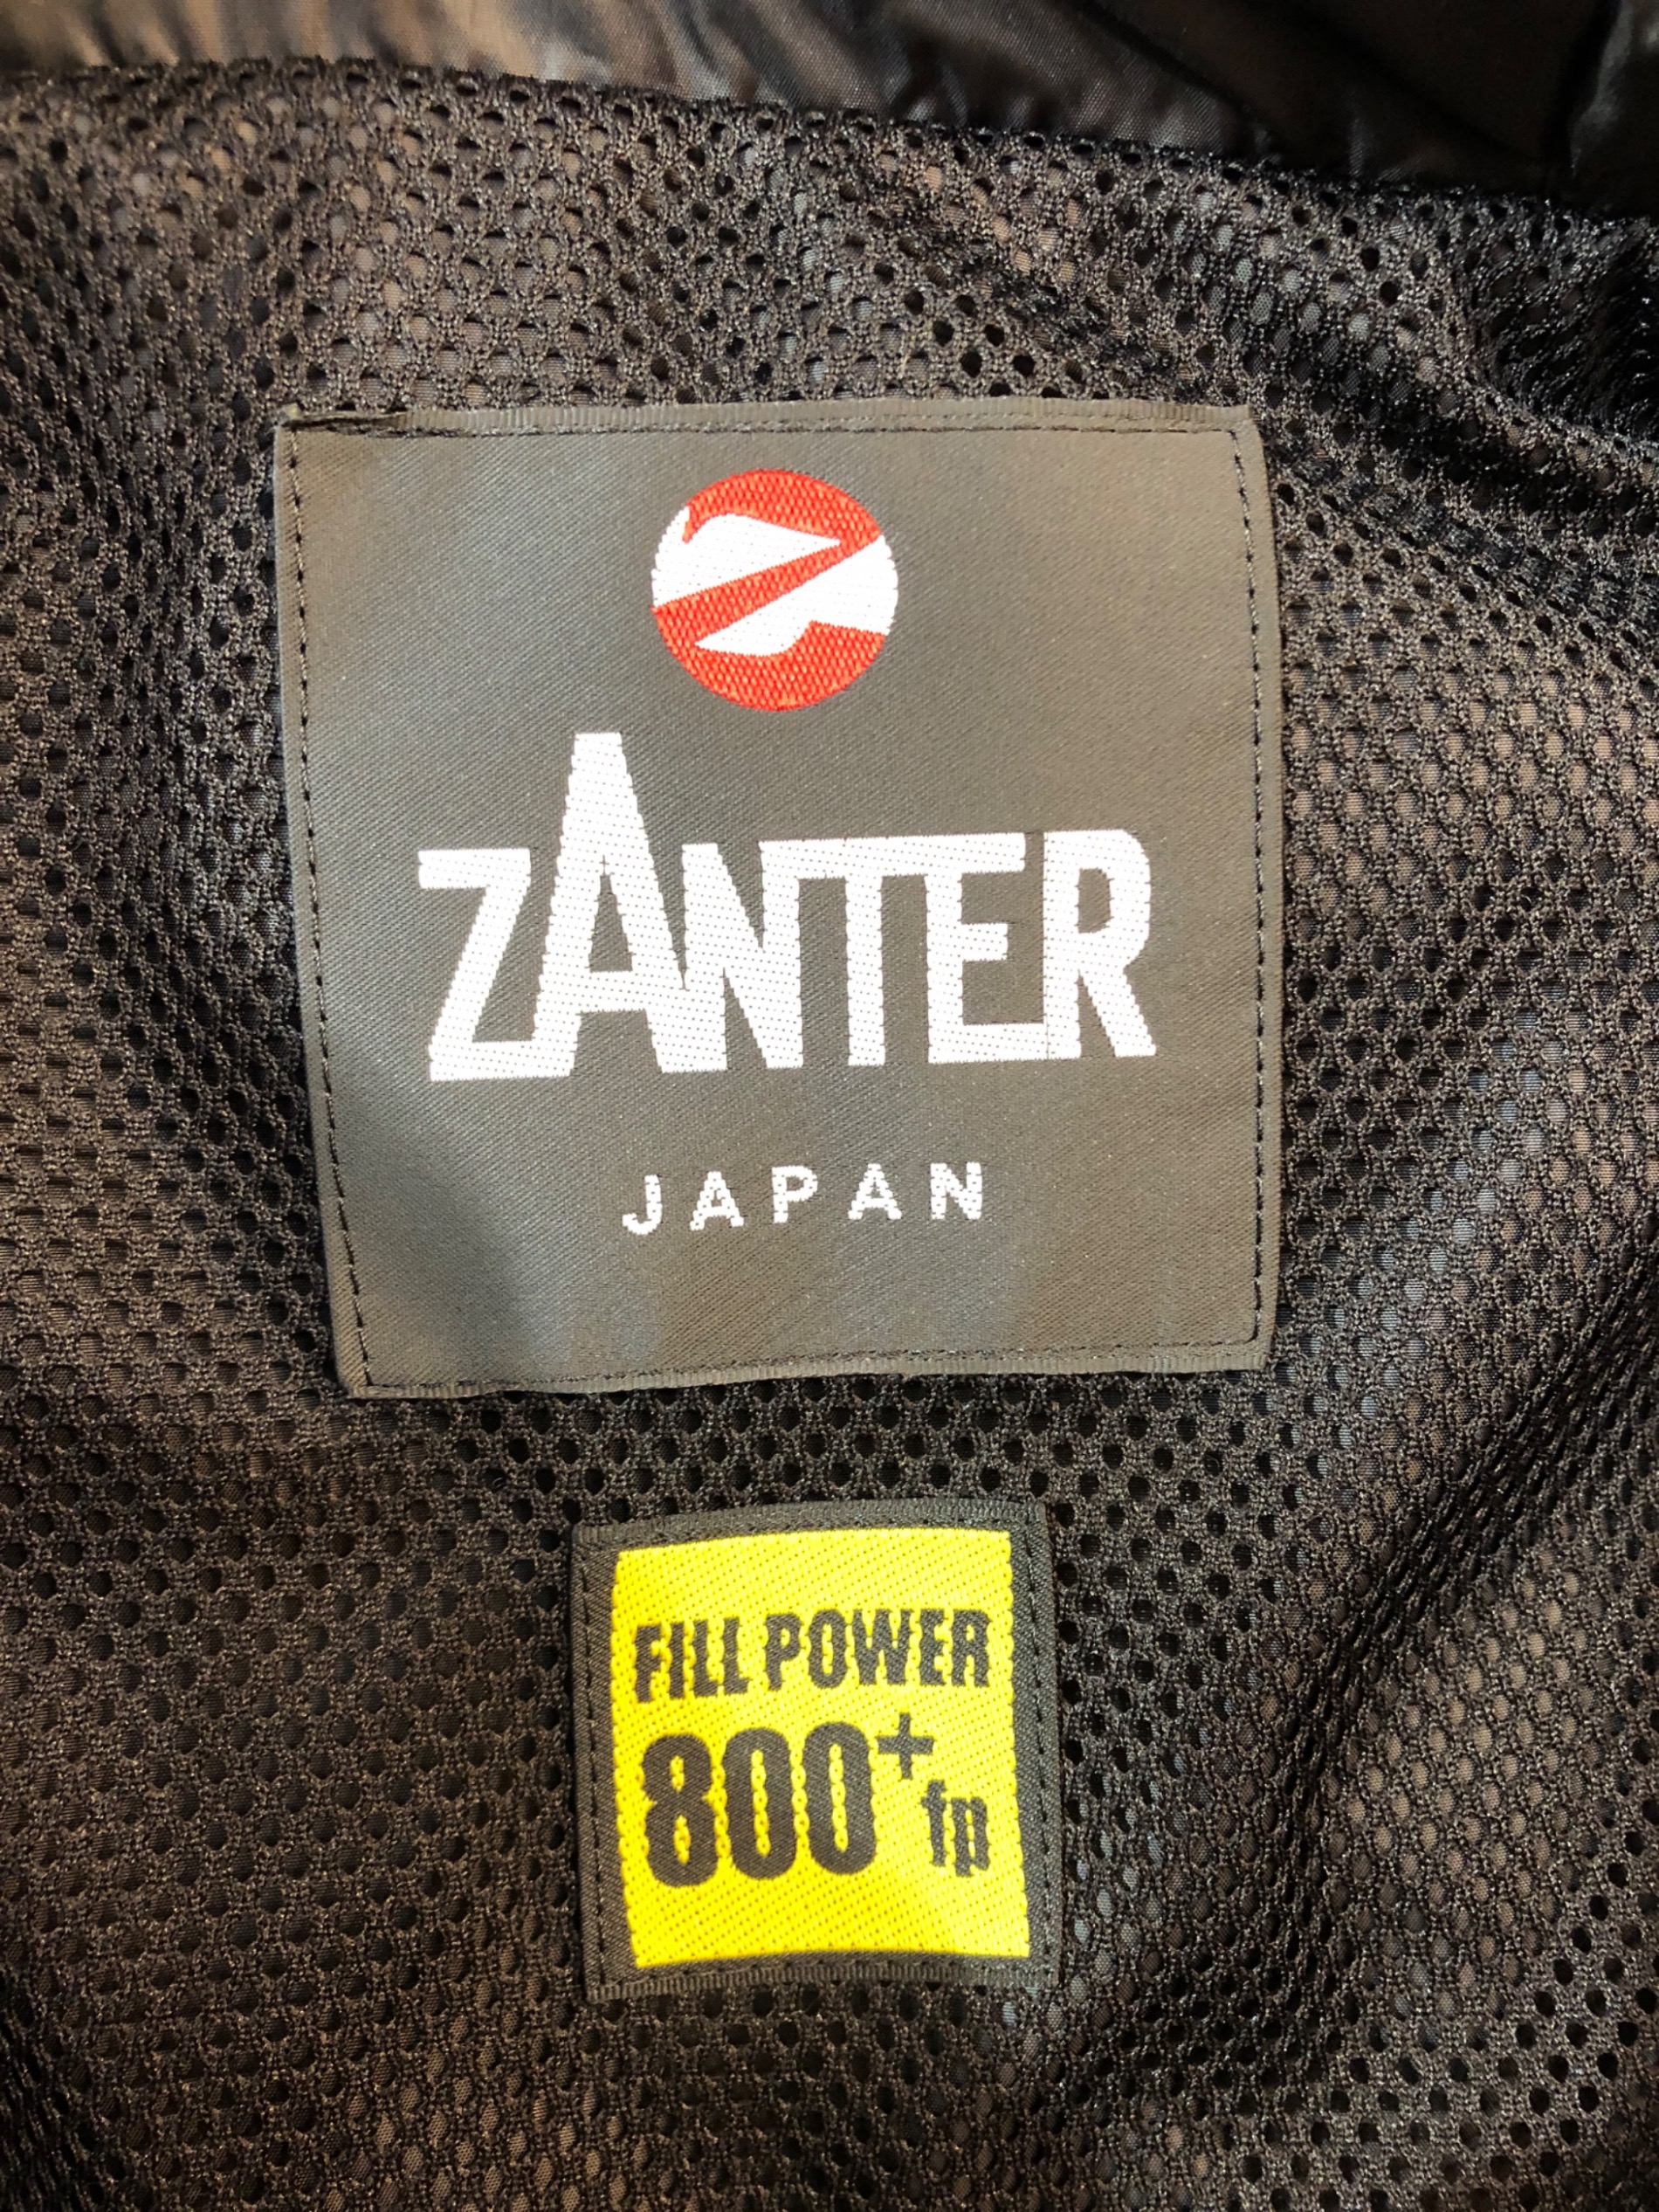 ZANTER
JAPAN
FILL POWER
800+fp